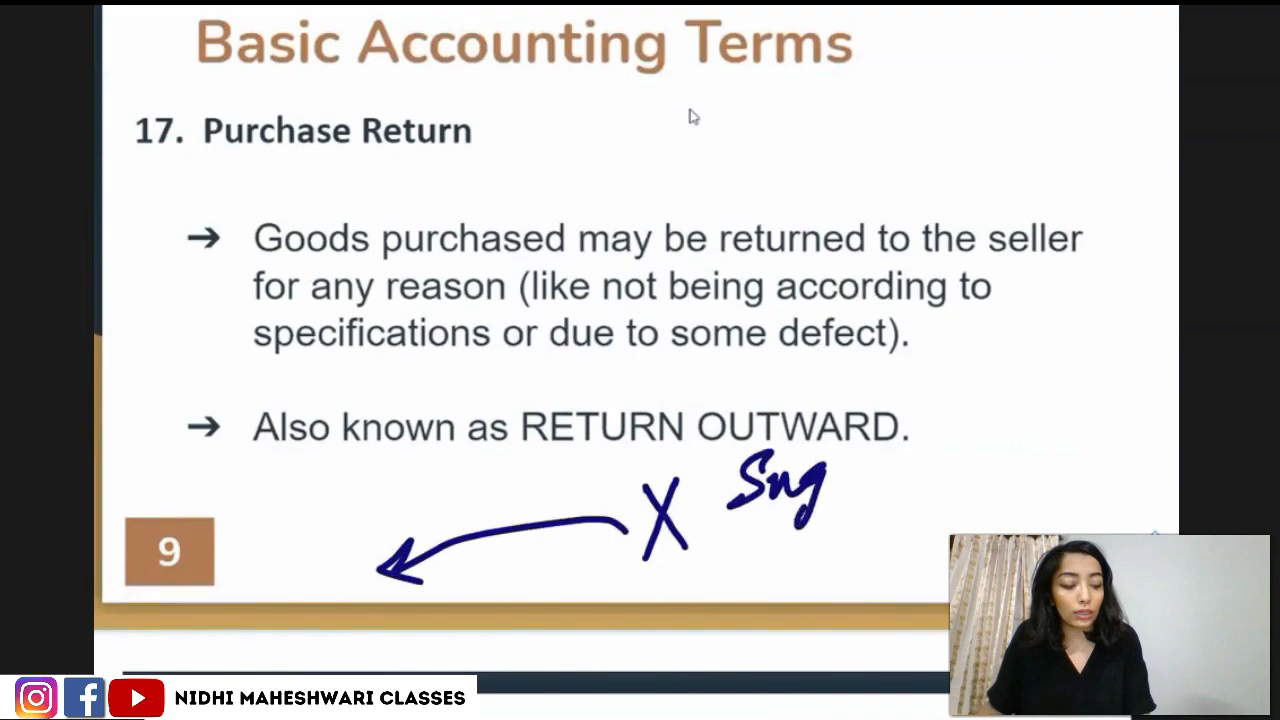 Basic Accounting Terms
17. Purchase Return
➔ Goods purchased may be returned to the seller
for any reason (like not being according to
specifications or due to some defect).
➔ Also known as RETURN OUTWARD.
X
9
NIDHI MAHESHWARI CLASSES